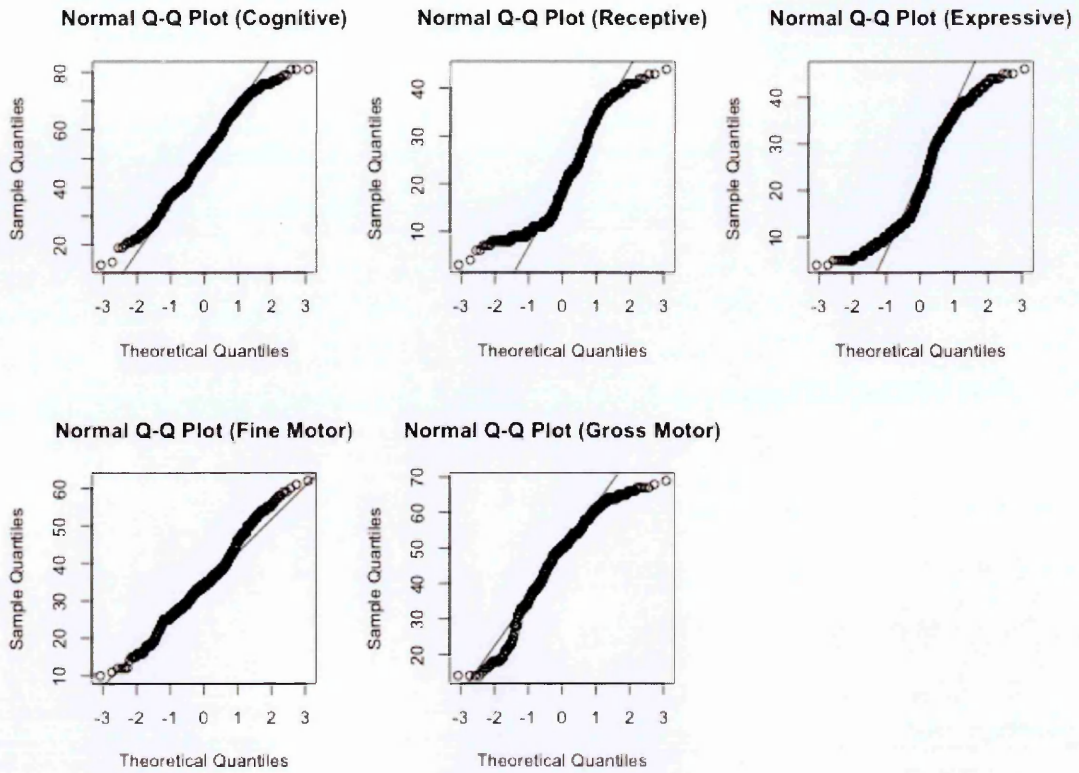 Normal Q-Q Plot (Cognitive)
Sample Quantiles
80
60
40
20
-3 -2 -1 0 1 2 3
Theoretical Quantiles
Normal Q-Q Plot (Receptive)
Sample Quantiles
40
30
20
10
-3 -2 -1 0 1 2 3
Theoretical Quantiles
Normal Q-Q Plot (Expressive)
Sample Quantiles
40
30
20
10
-3 -2 -1 0 1 2 3
Theoretical Quantiles
Normal Q-Q Plot (Fine Motor)
Sample Quantiles
60
50
40
30
20
10
-3 -2 -1 0 1 2 3
Theoretical Quantiles
Normal Q-Q Plot (Gross Motor)
Sample Quantiles
70
60
50
40
30
20
-3 -2 -1 0 1 2 3
Theoretical Quantiles